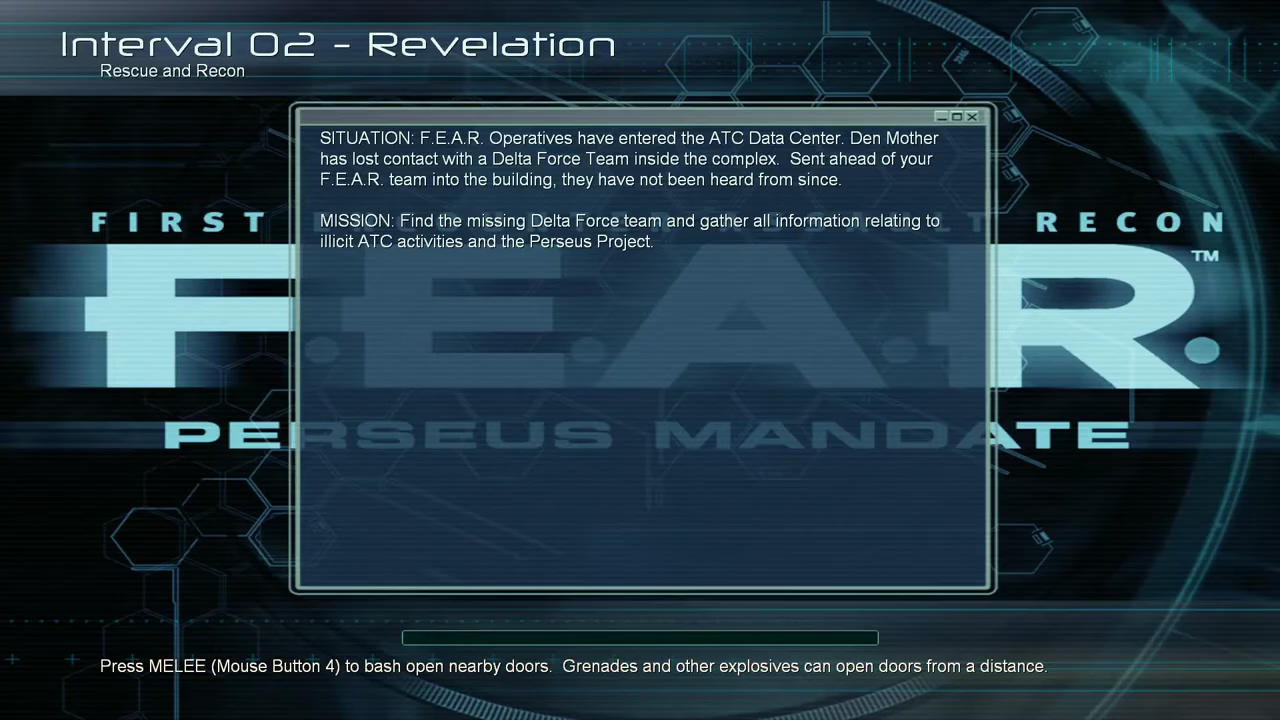 Interval 02 - Revelation
Rescue and Recon
SITUATION: F.E.A.R. Operatives have entered the ATC Data Center. Den Mother
has lost contact with a Delta Force Team inside the complex.  Sent ahead of your
F.E.A.R. team into the building, they have not been heard from since.
MISSION: Find the missing Delta Force team and gather all information relating to
illicit ATC activities and the Perseus Project.
FIRST RECON
F.E.A.R.™
PERSEUS MANDATE
Press MELEE (Mouse Button 4) to bash open nearby doors.  Grenades and other explosives can open doors from a distance.